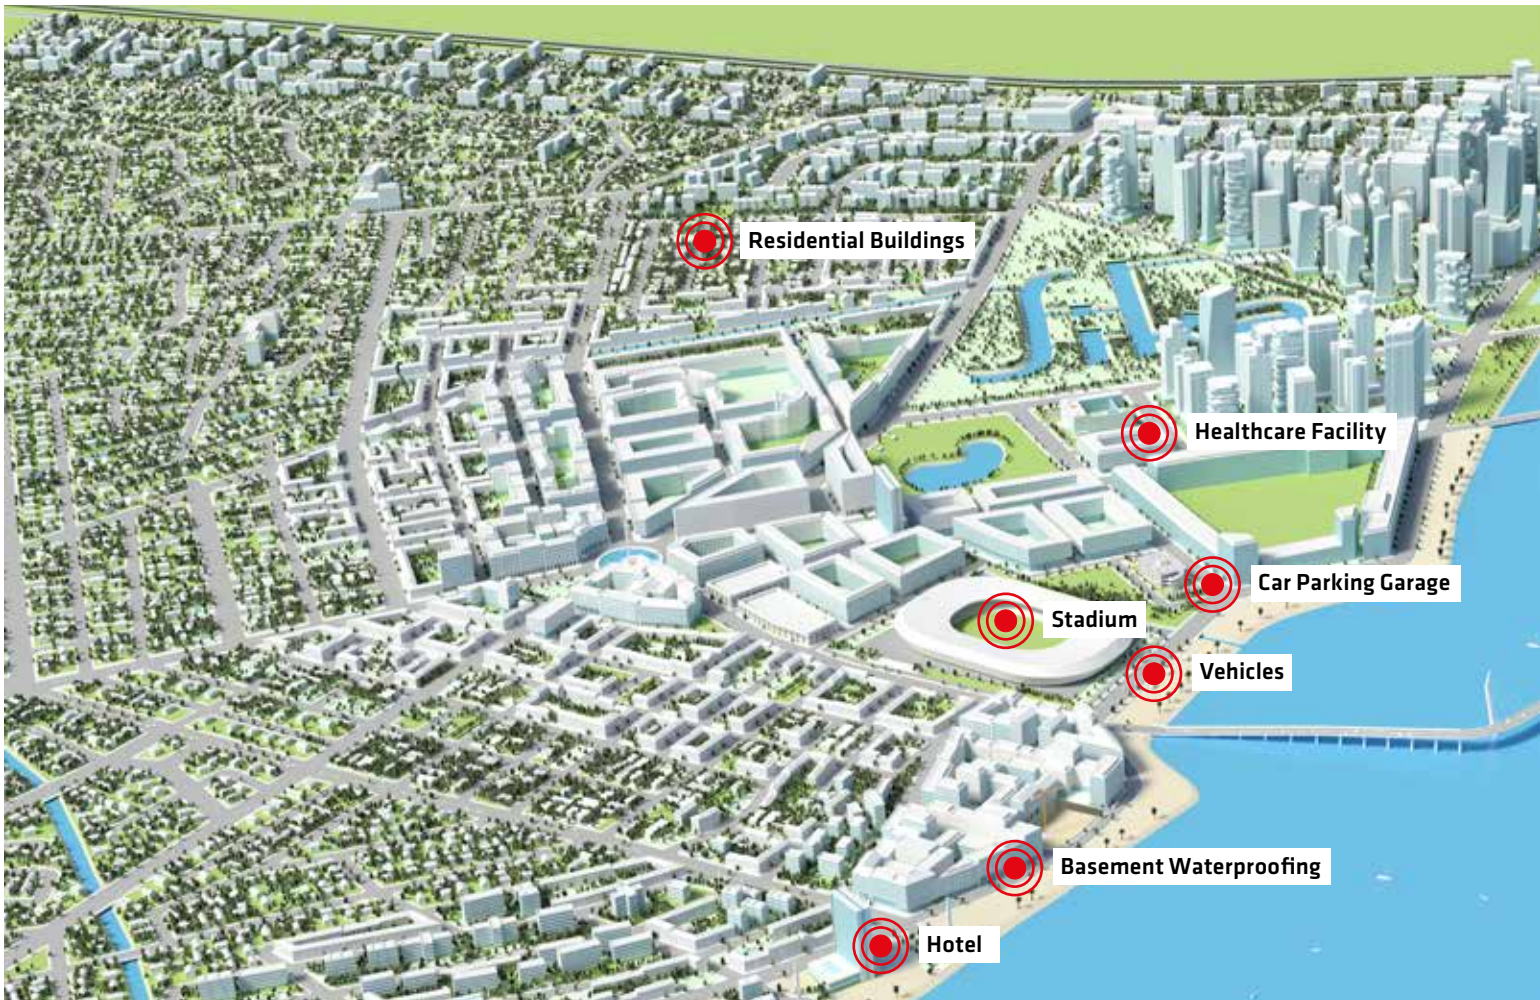 Residential Buildings
Healthcare Facility
Car Parking Garage
Stadium
Vehicles
Basement Waterproofing
Hotel